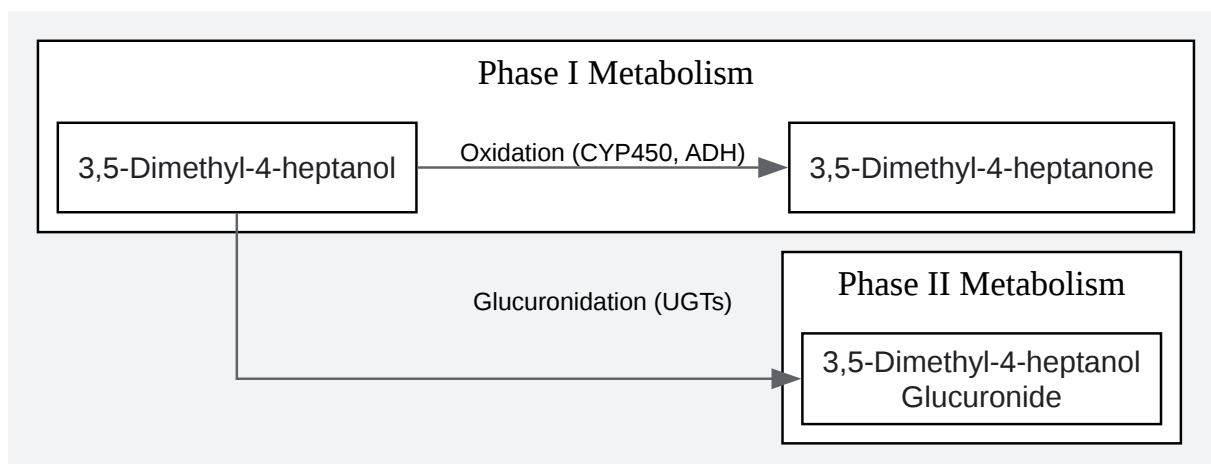 Phase I Metabolism
3,5-Dimethyl-4-heptanol
Oxidation (CYP450, ADH)
3,5-Dimethyl-4-heptanone
Glucuronidation (UGTs)
Phase II Metabolism
3,5-Dimethyl-4-heptanol
Glucuronide